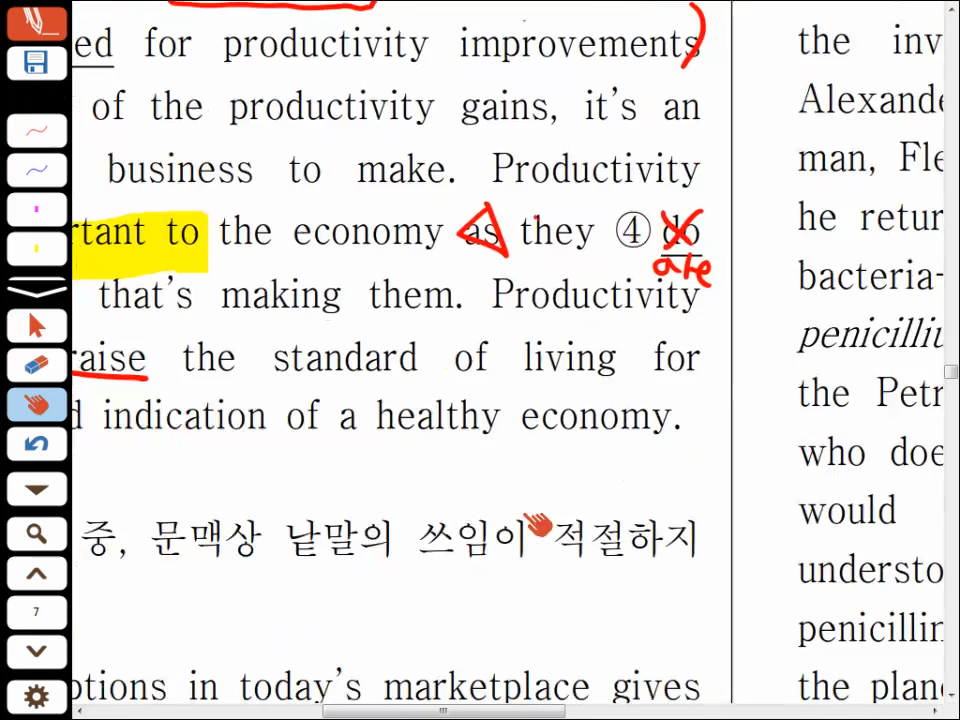 ed for productivity improvements
of the productivity gains, it's an
business to make. Productivity
rtant to the economy as they ④ do
are
that's making them. Productivity
raise the standard of living for
d indication of a healthy economy.
중, 문맥상 낱말의 쓰임이 적절하지
ptions in today's marketplace gives
the inv
Alexande
man, Fle
he retur
bacteria-
penicilliu
the Petr
who doe
would
understo
penicillin
the plan
7